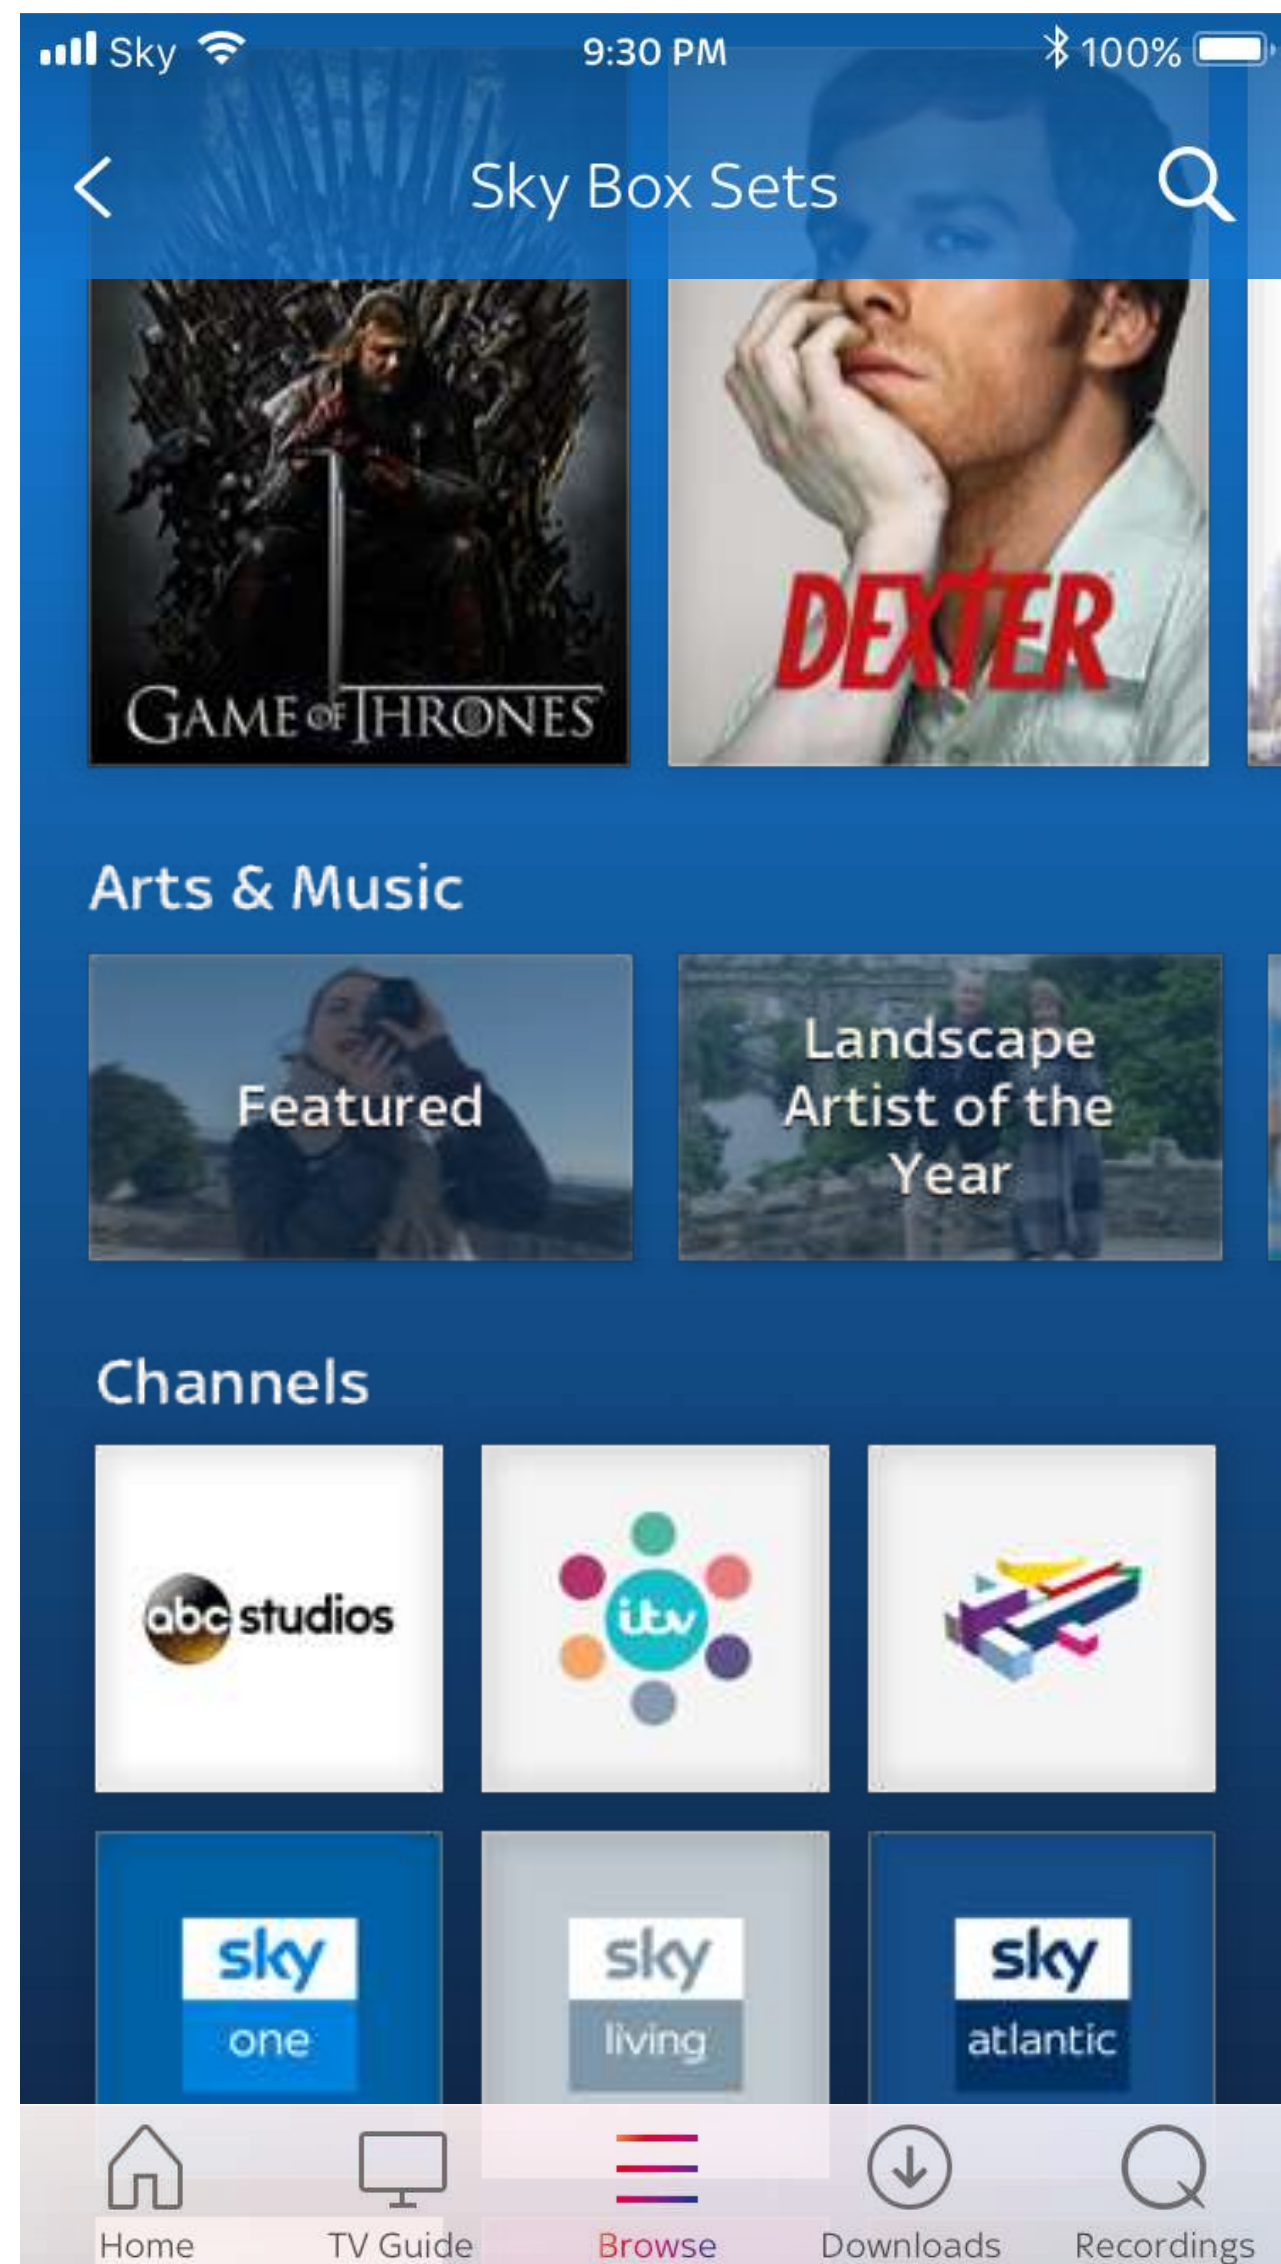 Sky
9:30 PM
100%
Sky Box Sets
GAME OF THRONES
DEXTER
Arts & Music
Featured
Landscape
Artist of the
Year
Channels
abc studios
itv
sky
one
sky
living
sky
atlantic
Home
TV Guide
Browse
Downloads
Recordings